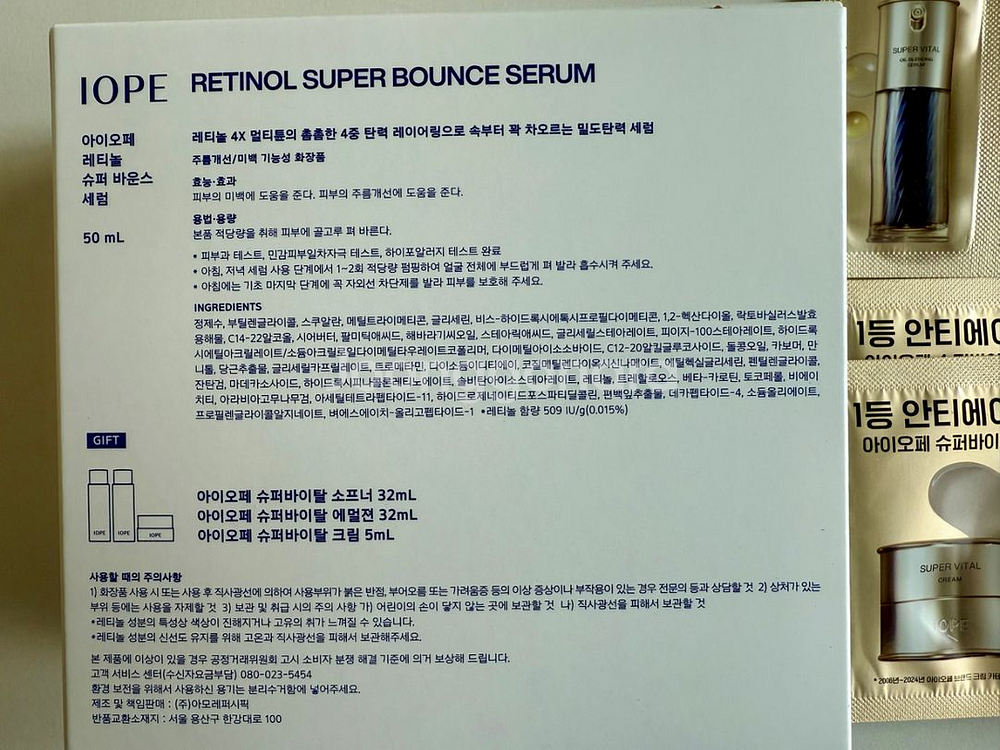 IOPE RETINOL SUPER BOUNCE SERUM
아이오페
레티놀
슈퍼 바운스
세럼
50 mL
레티놀 4X 멀티튠의 촘촘한 4중 탄력 레이어링으로 속부터 꽉 차오르는 밀도탄력 세럼
주름개선/미백 기능성 화장품
효능·효과
피부의 미백에 도움을 준다. 피부의 주름개선에 도움을 준다.
용법·용량
본품 적당량을 취해 피부에 골고루 펴 바른다.
• 피부과 테스트, 민감피부일차자극 테스트, 하이포알러지 테스트 완료
• 아침, 저녁 세럼 사용 단계에서 1~2회 적당량 펌핑하여 얼굴 전체에 부드럽게 펴 발라 흡수시켜 주세요.
• 아침에는 기초 마지막 단계에 꼭 자외선 차단제를 발라 피부를 보호해 주세요.
INGREDIENTS
정제수, 부틸렌글라이콜, 스쿠알란, 메틸트라이메티콘, 글리세린, 비스-하이드록시에톡시프로필다이메티콘, 1,2-헥산다이올, 락토바실러스발효
용해물, C14-22알코올, 시어버터, 팔미틱애씨드, 해바라기씨오일, 스테아릭애씨드, 글리세릴스테아레이트, 피이지-100스테아레이트, 하이드록
시에틸아크릴레이트/소듐아크릴로일다이메틸타우레이트코폴리머, 다이메틸아이소소바이드, C12-20알킬글루코사이드, 돌콩오일, 카보머, 만
니톨, 당근추출물, 글리세릴카프릴레이트, 트로메타민, 다이소듐이디티에이, 코질메틸렌다이옥시신나메이트, 에틸헥실글리세린, 펜틸렌글라이콜,
잔탄검, 마데카소사이드, 하이드록시피나콜론레티노에이트, 솔비탄아이소스테아레이트, 레티놀, 트레할로오스, 베타-카로틴, 토코페롤, 비에이
치티, 아라비아고무나무검, 아세틸테트라펩타이드-11, 하이드로제네이티드포스파티딜콜린, 편백잎추출물, 데카펩타이드-4, 소듐올리에이트,
프로필렌글라이콜알지네이트, 벼에스에이치-올리고펩타이드-1 •레티놀 함량 509 IU/g(0.015%)
GIFT
IOPE IOPE IOPE
아이오페 슈퍼바이탈 소프너 32mL
아이오페 슈퍼바이탈 에멀젼 32mL
아이오페 슈퍼바이탈 크림 5mL
사용할 때의 주의사항
1) 화장품 사용 시 또는 사용 후 직사광선에 의하여 사용부위가 붉은 반점, 부어오름 또는 가려움증 등의 이상 증상이나 부작용이 있는 경우 전문의 등과 상담할 것 2) 상처가 있는
부위 등에는 사용을 자제할 것 3) 보관 및 취급 시의 주의 사항 가) 어린이의 손이 닿지 않는 곳에 보관할 것 나) 직사광선을 피해서 보관할 것
•레티놀 성분의 특성상 색상이 진해지거나 고유의 취가 느껴질 수 있습니다.
•레티놀 성분의 신선도 유지를 위해 고온과 직사광선을 피해서 보관해주세요.
본 제품에 이상이 있을 경우 공정거래위원회 고시 소비자 분쟁 해결 기준에 의거 보상해 드립니다.
고객 서비스 센터(수신자요금부담) 080-023-5454
환경 보전을 위해서 사용하신 용기는 분리수거함에 넣어주세요.
제조 및 책임판매 : (주)아모레퍼시픽
반품교환소재지 : 서울 용산구 한강대로 100
SUPER VITAL
OIL BLENDING
SERUM
1등 안티에이
1등 안티에이
아이오페 슈퍼바이
SUPER VITAL
CREAM
IOPE
*2006년~2024년 아이오페 브랜드 크림 카테